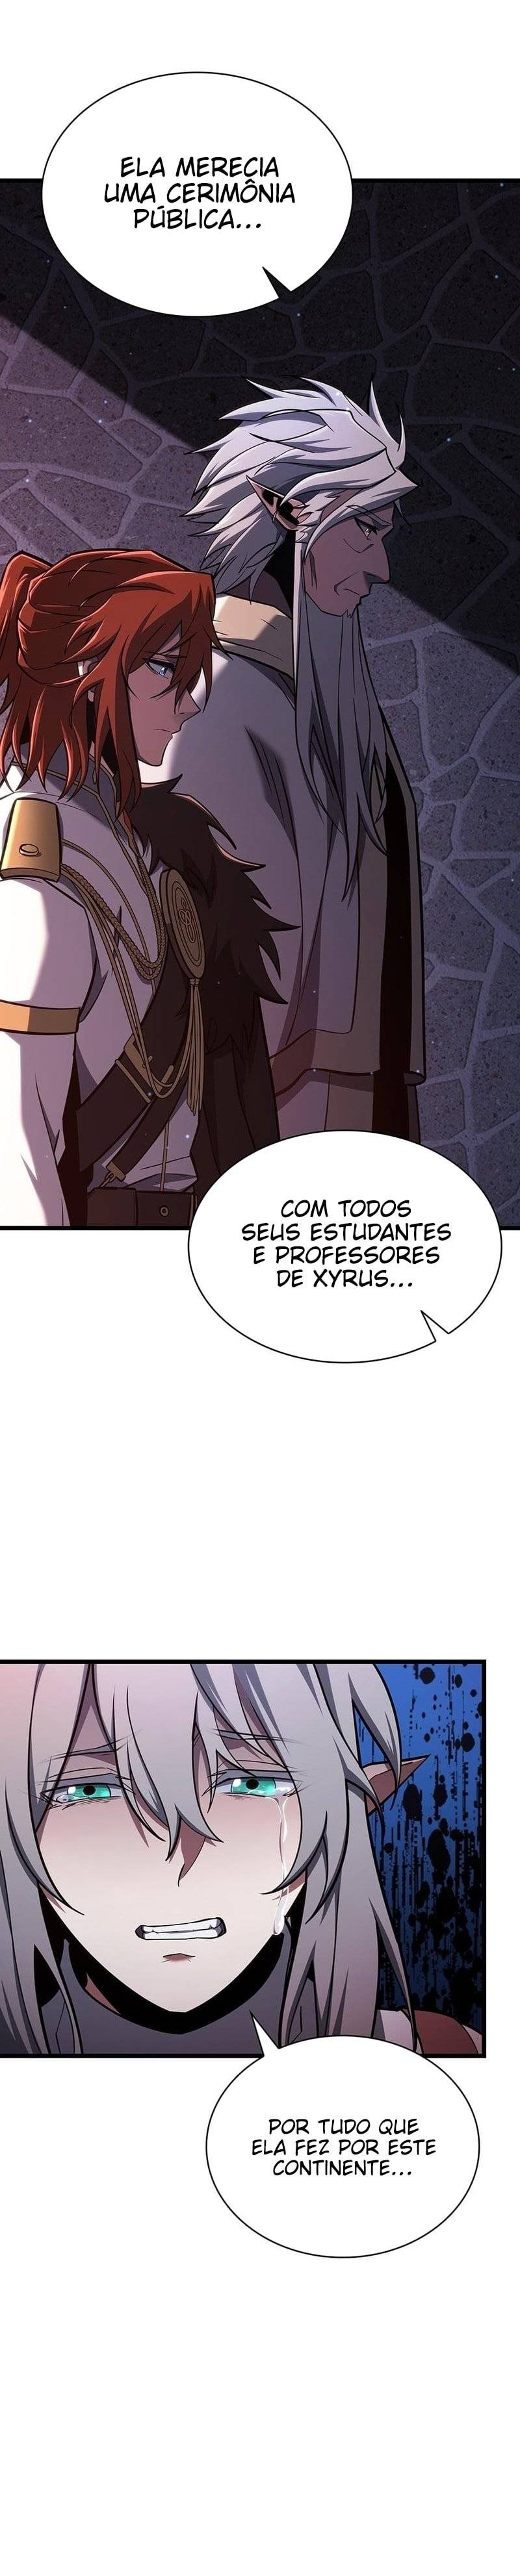 ELA MERECIA
UMA CERIMÔNIA
PÚBLICA...
COM TODOS
SEUS ESTUDANTES
E PROFESSORES
DE XYRUS...
POR TUDO QUE
ELA FEZ POR ESTE
CONTINENTE...